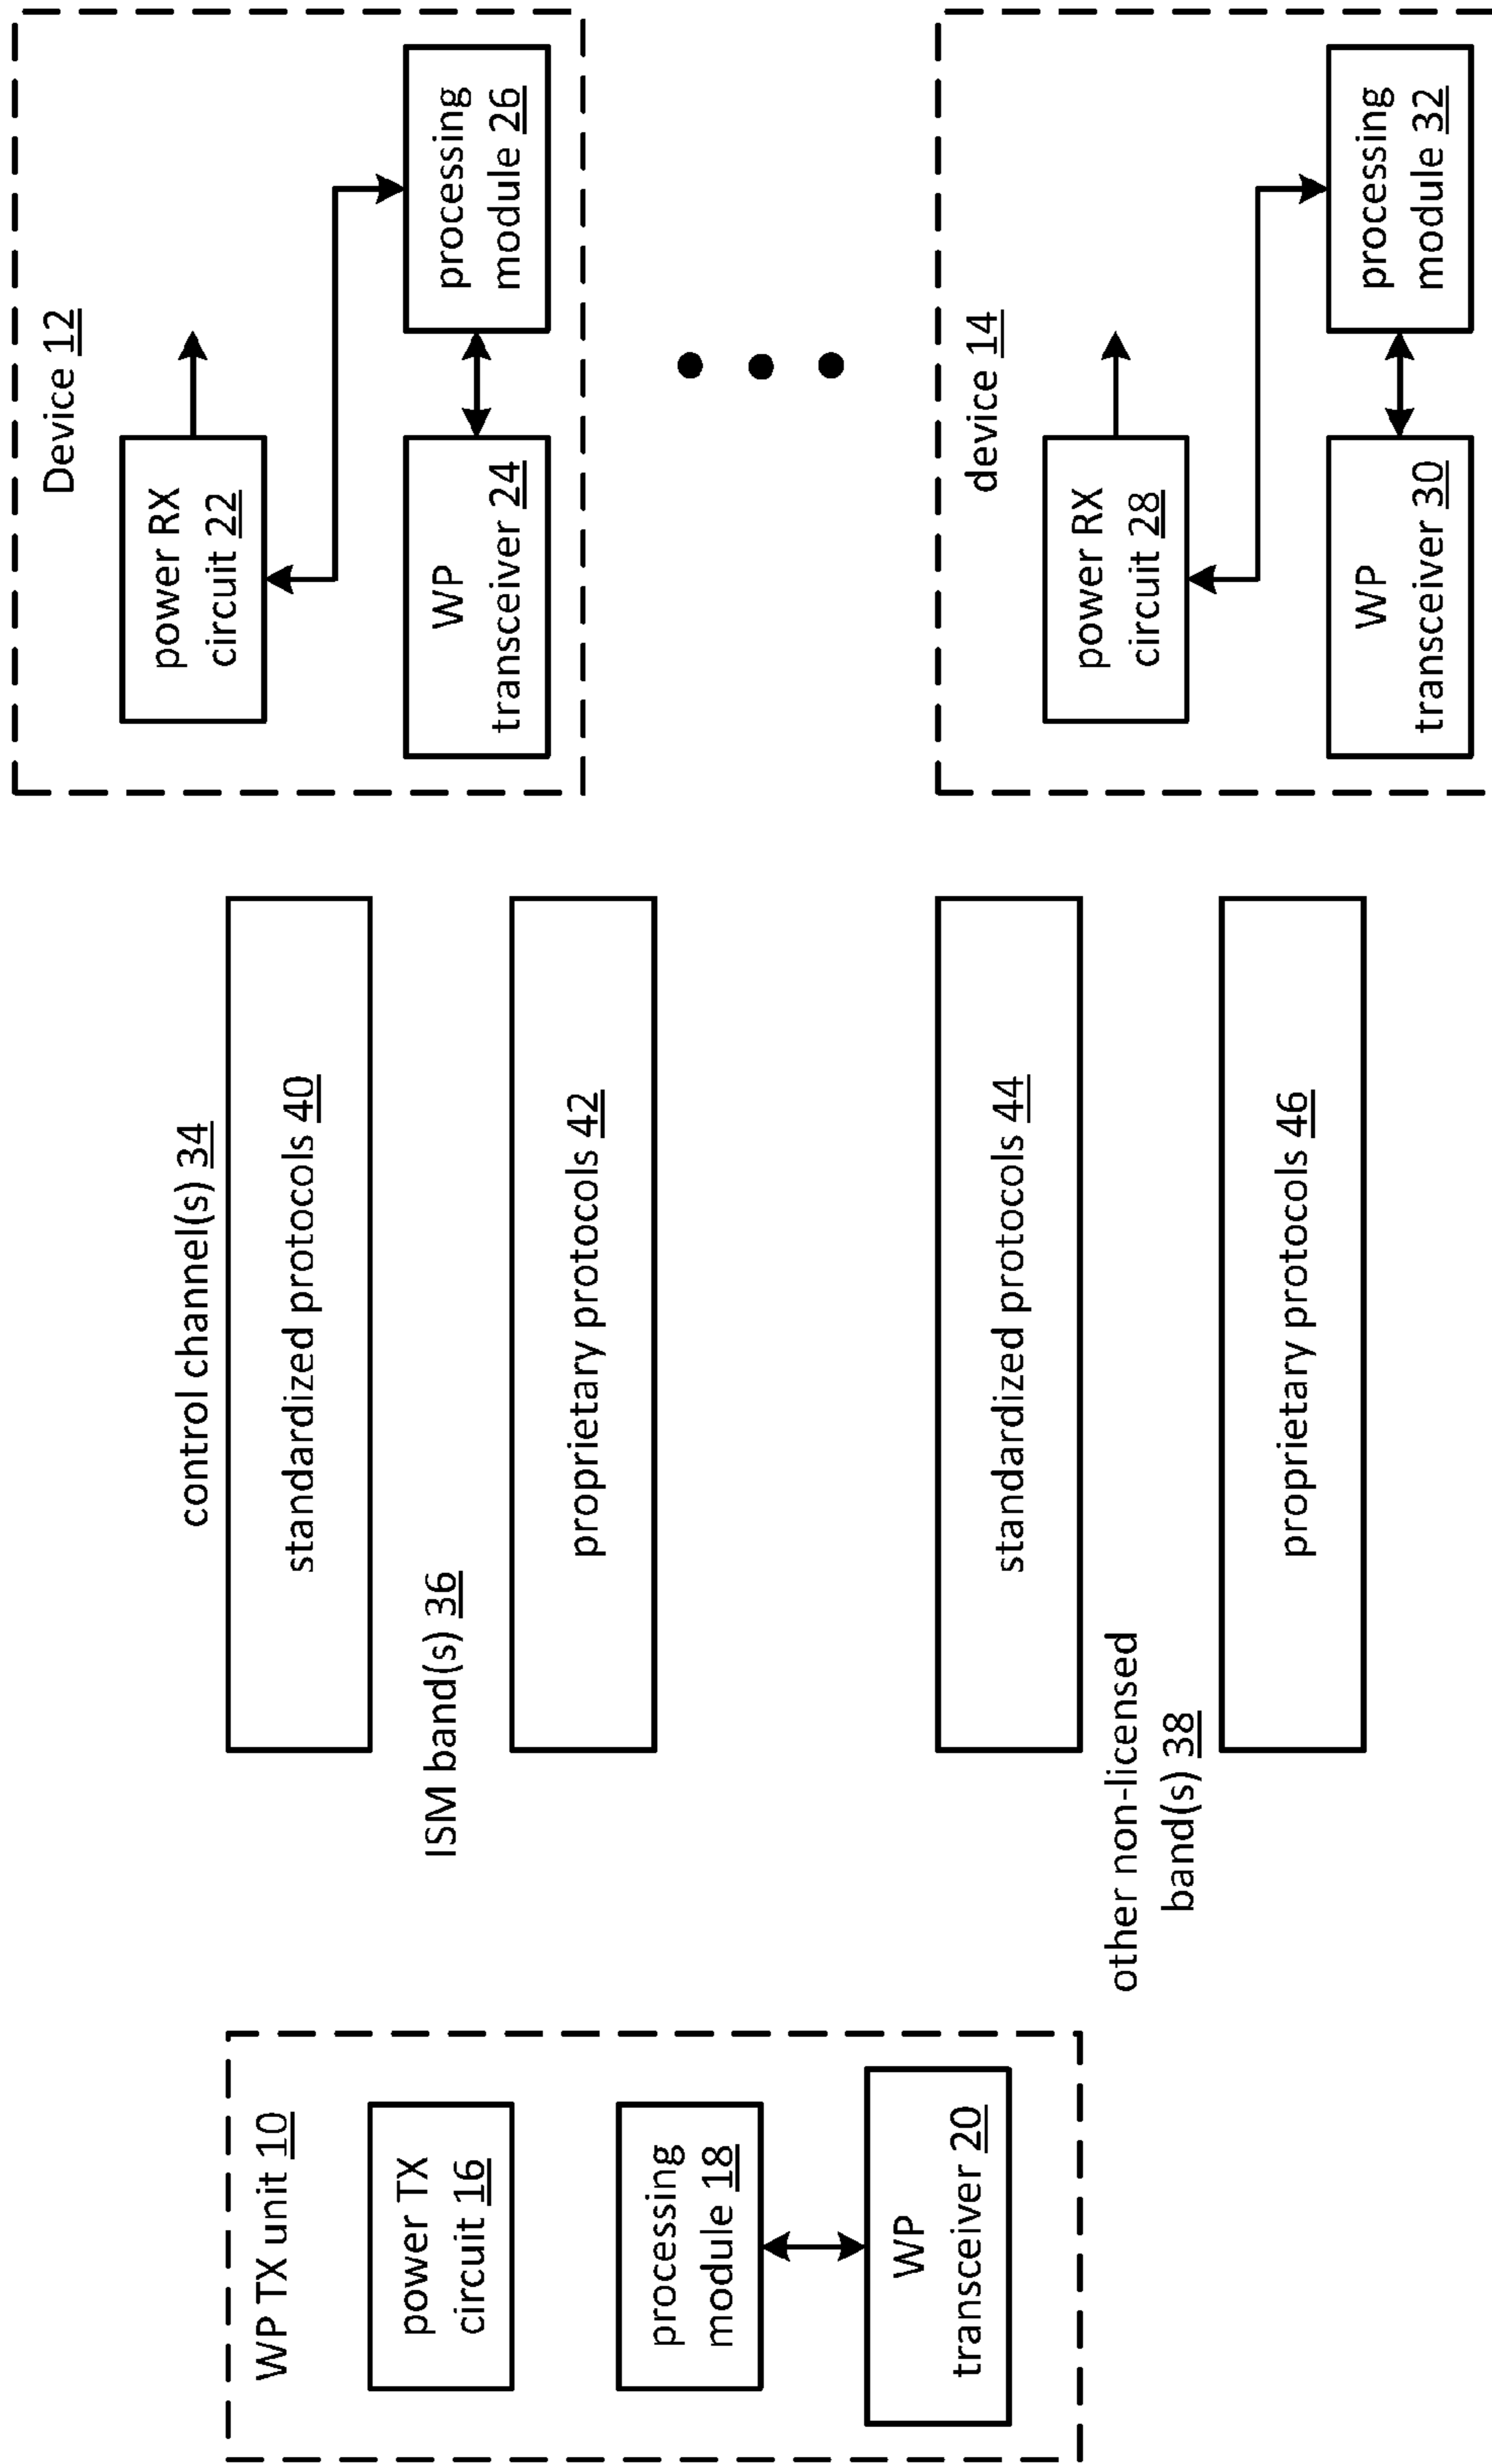 WP TX unit 10
power TX
circuit 16
processing
module 18
WP
transceiver 20
control channel(s) 34
standardized protocols 40
ISM band(s) 36
proprietary protocols 42
standardized protocols 44
other non-licensed
band(s) 38
proprietary protocols 46
Device 12
power RX
circuit 22
WP
transceiver 24
processing
module 26
device 14
power RX
circuit 28
WP
transceiver 30
processing
module 32